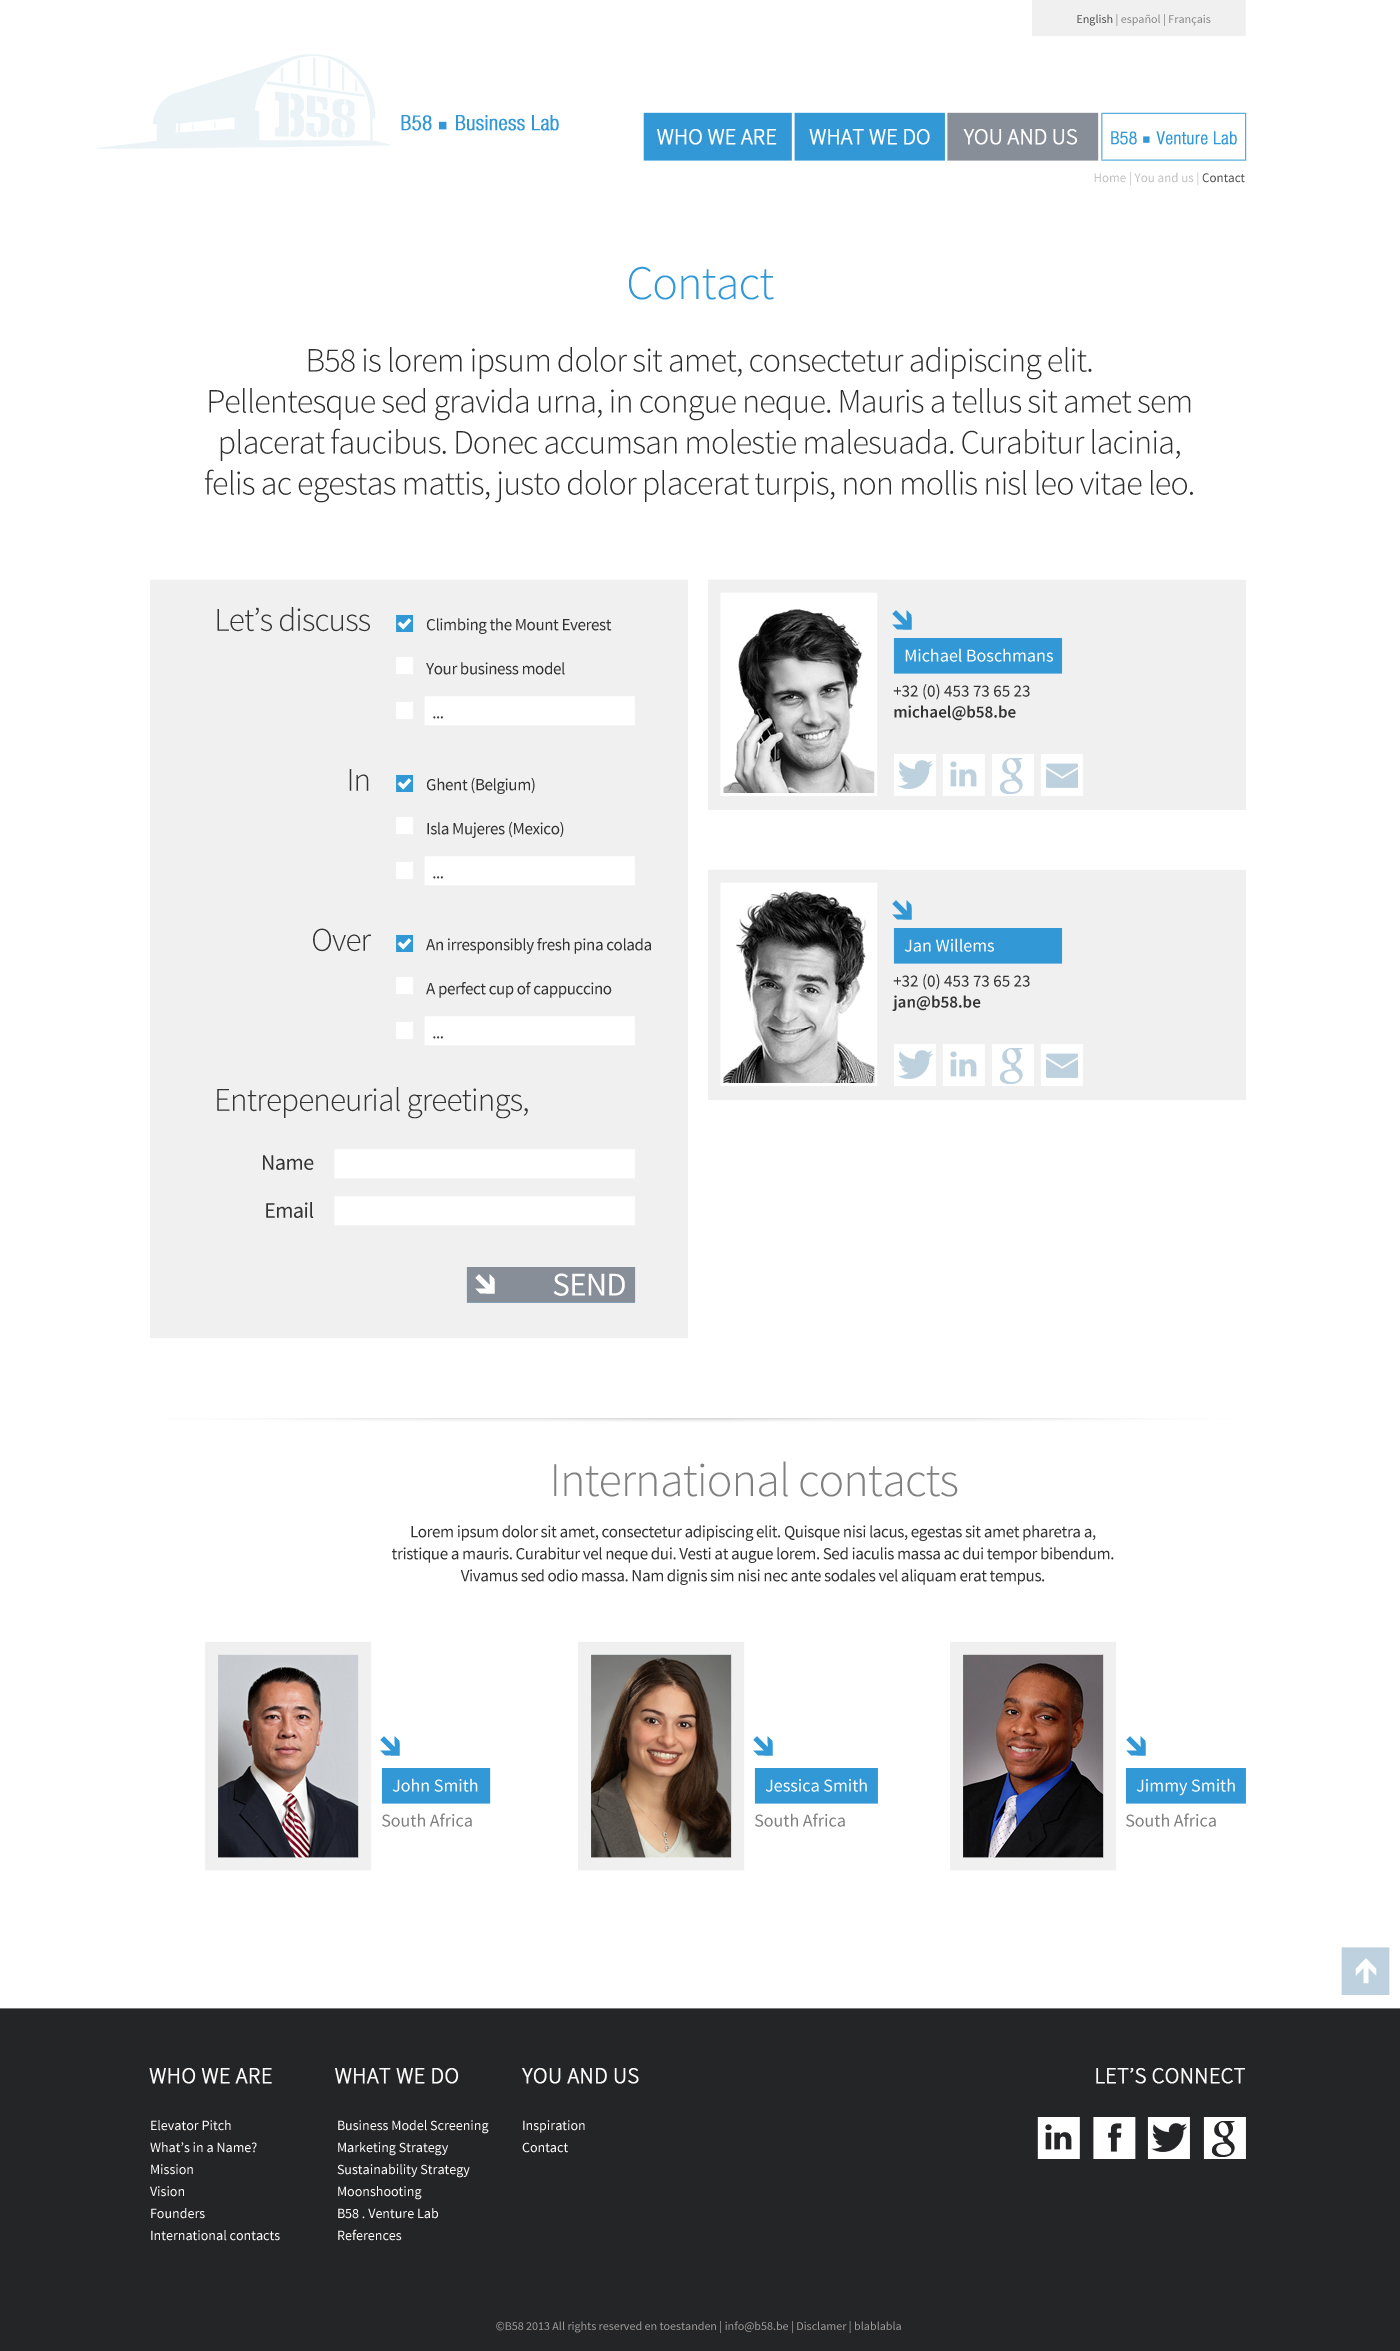 English | español | Français
B58
B58 ■ Business Lab
WHO WE ARE
WHAT WE DO
YOU AND US
B58 ■ Venture Lab
Home | You and us | Contact
Contact
B58 is lorem ipsum dolor sit amet, consectetur adipiscing elit.
Pellentesque sed gravida urna, in congue neque. Mauris a tellus sit amet sem
placerat faucibus. Donec accumsan molestie malesuada. Curabitur lacinia,
felis ac egestas mattis, justo dolor placerat turpis, non mollis nisl leo vitae leo.
Let’s discuss
Climbing the Mount Everest
Your business model
...
In
Ghent (Belgium)
Isla Mujeres (Mexico)
...
Over
An irresponsibly fresh pina colada
A perfect cup of cappuccino
...
Entrepeneurial greetings,
Name
Email
SEND
Michael Boschmans
+32 (0) 453 73 65 23
michael@b58.be
in
g
Jan Willems
+32 (0) 453 73 65 23
jan@b58.be
in
g
International contacts
Lorem ipsum dolor sit amet, consectetur adipiscing elit. Quisque nisi lacus, egestas sit amet pharetra a,
tristique a mauris. Curabitur vel neque dui. Vesti at augue lorem. Sed iaculis massa ac dui tempor bibendum.
Vivamus sed odio massa. Nam dignis sim nisi nec ante sodales vel aliquam erat tempus.
John Smith
South Africa
Jessica Smith
South Africa
Jimmy Smith
South Africa
WHO WE ARE
Elevator Pitch
What’s in a Name?
Mission
Vision
Founders
International contacts
WHAT WE DO
Business Model Screening
Marketing Strategy
Sustainability Strategy
Moonshooting
B58 . Venture Lab
References
YOU AND US
Inspiration
Contact
LET’S CONNECT
in
f
g
©B58 2013 All rights reserved en toestanden | info@b58.be | Disclamer | blablabla